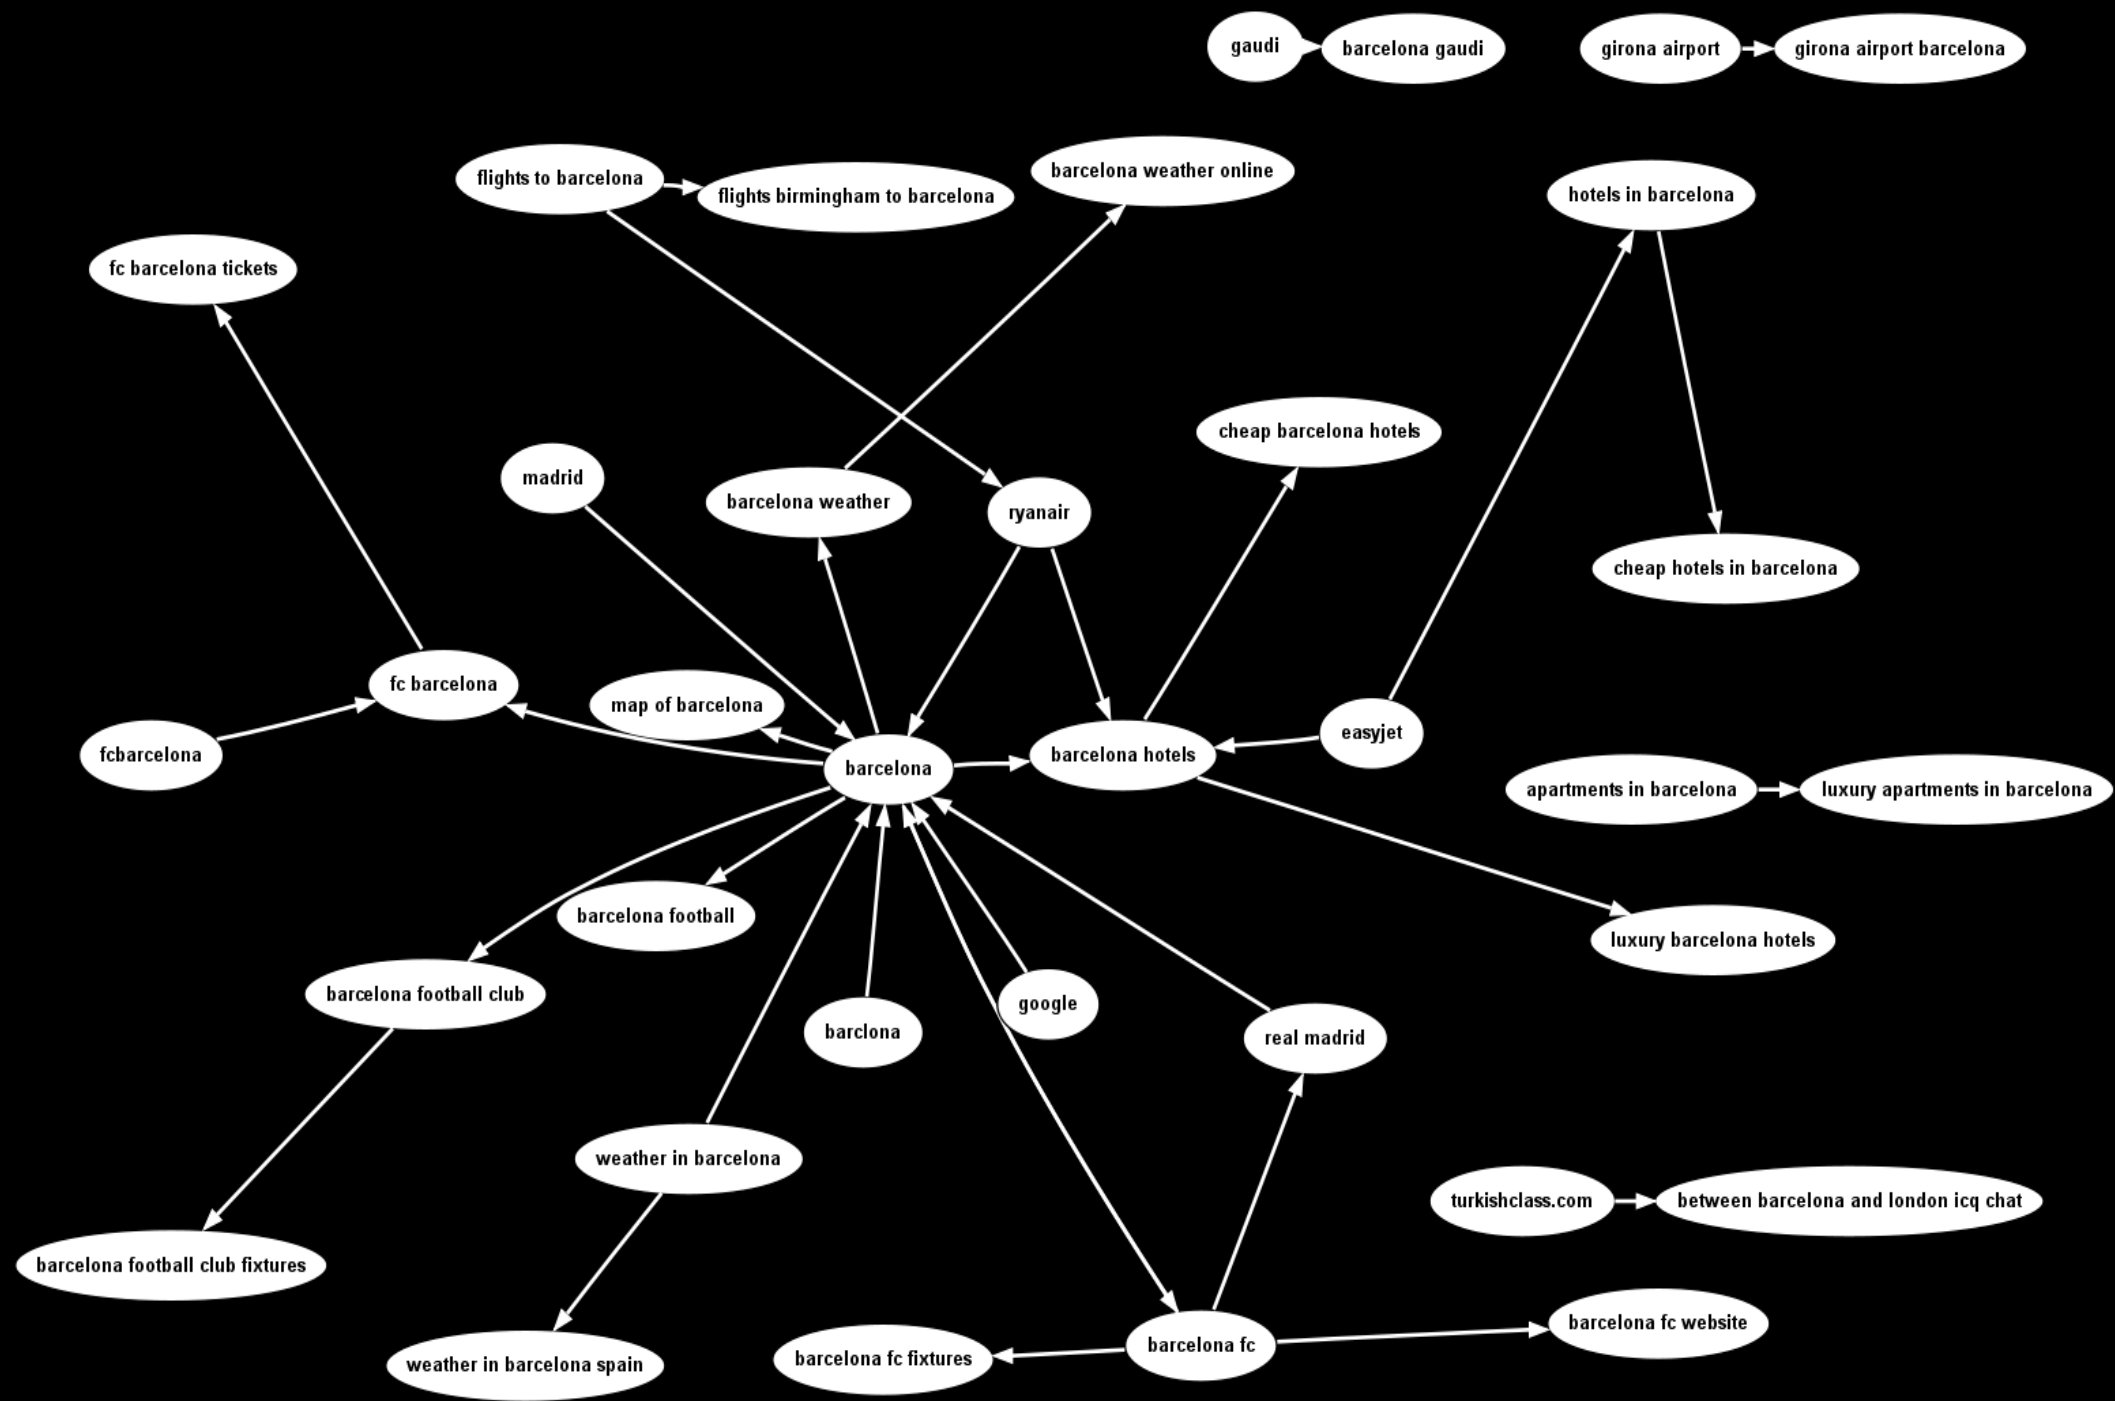 gaudi
barcelona gaudi
girona airport
girona airport barcelona
flights to barcelona
flights birmingham to barcelona
barcelona weather online
hotels in barcelona
fc barcelona tickets
cheap barcelona hotels
madrid
barcelona weather
ryanair
cheap hotels in barcelona
fc barcelona
map of barcelona
fcbarcelona
barcelona
barcelona hotels
easyjet
apartments in barcelona
luxury apartments in barcelona
barcelona football
luxury barcelona hotels
barcelona football club
barclona
google
real madrid
weather in barcelona
turkishclass.com
between barcelona and london icq chat
barcelona football club fixtures
weather in barcelona spain
barcelona fc fixtures
barcelona fc
barcelona fc website